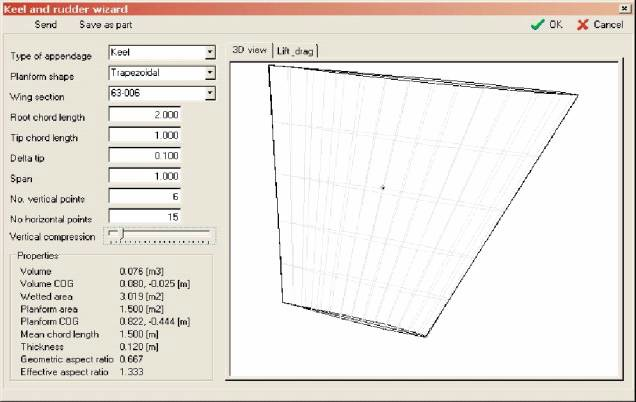 Keel and rudder wizard
Send Save as part OK Cancel
Type of appendage Keel
Planform shape Trapezoidal
Wing section 63-006
Root chord length 2.000
Tip chord length 1.000
Delta tip 0.100
Span 1.000
No. vertical points 6
No horizontal points 15
Vertical compression
Properties
Volume 0.076 [m3]
Volume COG 0.080, -0.025 [m]
Wetted area 3.019 [m2]
Planform area 1.500 [m2]
Planform COG 0.822, -0.444 [m]
Mean chord length 1.500 [m]
Thickness 0.120 [m]
Geometric aspect ratio 0.667
Effective aspect ratio 1.333
3D view Lift_drag